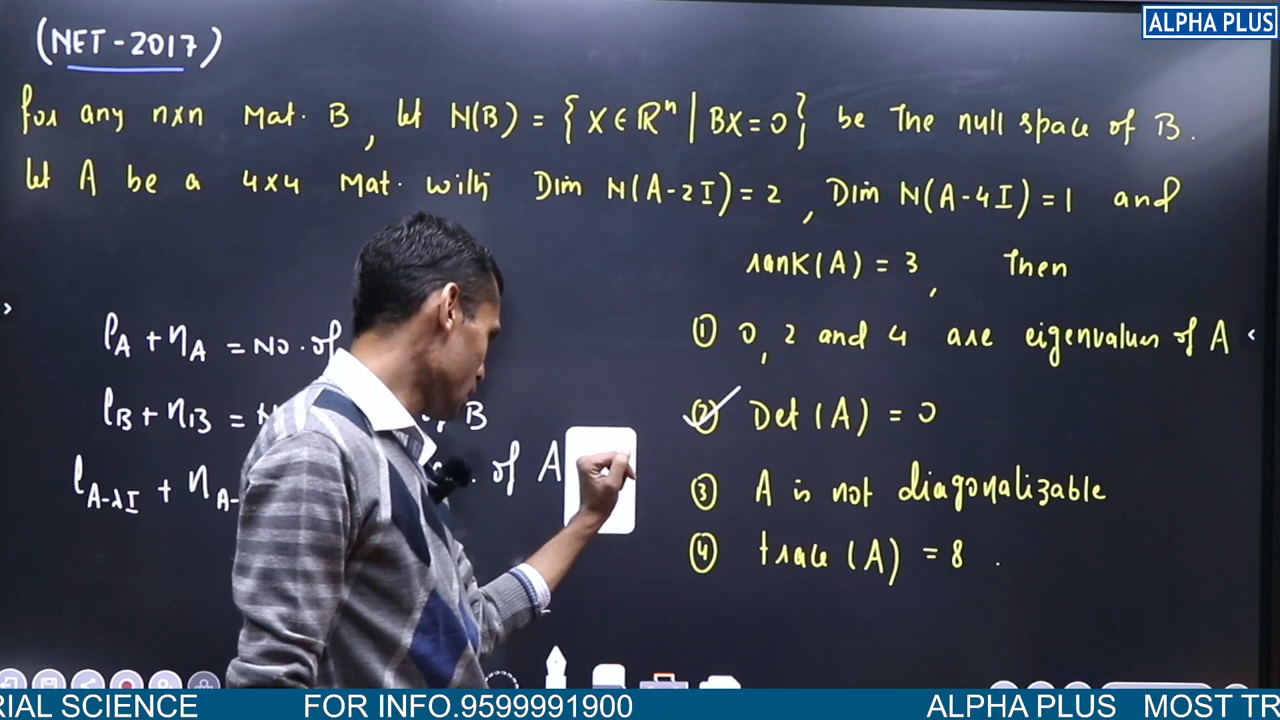 ALPHA PLUS
(NET-2017)
for any nxn Mat. B, let N(B) = {X ∈ ℝⁿ | BX=0} be the null space of B.
let A be a 4x4 Mat. with Dim N(A-2I)=2, Dim N(A-4I)=1 and
rank(A) = 3, Then
① 0, 2 and 4 are eigenvalues of A
② Det(A) = 0
③ A is not diagonalizable
④ trace(A) = 8.
ρA + ηA = No. of
ρB + ηB = B
ρA-λI + ηA- . of A
RIAL SCIENCE FOR INFO.9599991900 ALPHA PLUS MOST TR